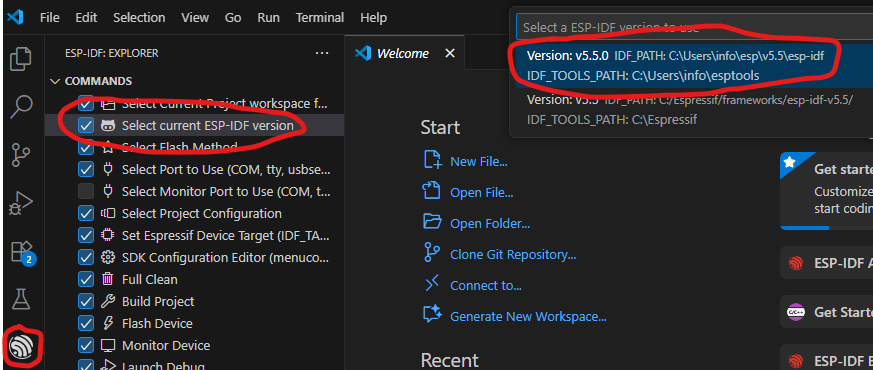 File Edit Selection View Go Run Terminal Help
ESP-IDF: EXPLORER
COMMANDS
Select Current Project workspace f...
Select current ESP-IDF version
Select Flash Method
Select Port to Use (COM, tty, usbse
Select Monitor Port to Use (COM, t...
Select Project Configuration
Set Espressif Device Target (IDF_TA...
SDK Configuration Editor (menuco...
Full Clean
Build Project
Flash Device
Monitor Device
Launch Debug
2
Welcome
Start
New File...
Open File...
Open Folder...
Clone Git Repository...
Connect to...
Generate New Workspace...
Recent
Select a ESP-IDF version to use
Version: v5.5.0 IDF_PATH: C:\Users\info\esp\v5.5\esp-idf
IDF_TOOLS_PATH: C:\Users\info\esptools
Version: v5.5 IDF_PATH: C:/Espressif/frameworks/esp-idf-v5.5/
IDF_TOOLS_PATH: C:\Espressif
Get starte
Customize
start codin
ESP-IDF A
C/C++
Get Starte
ESP-IDF E